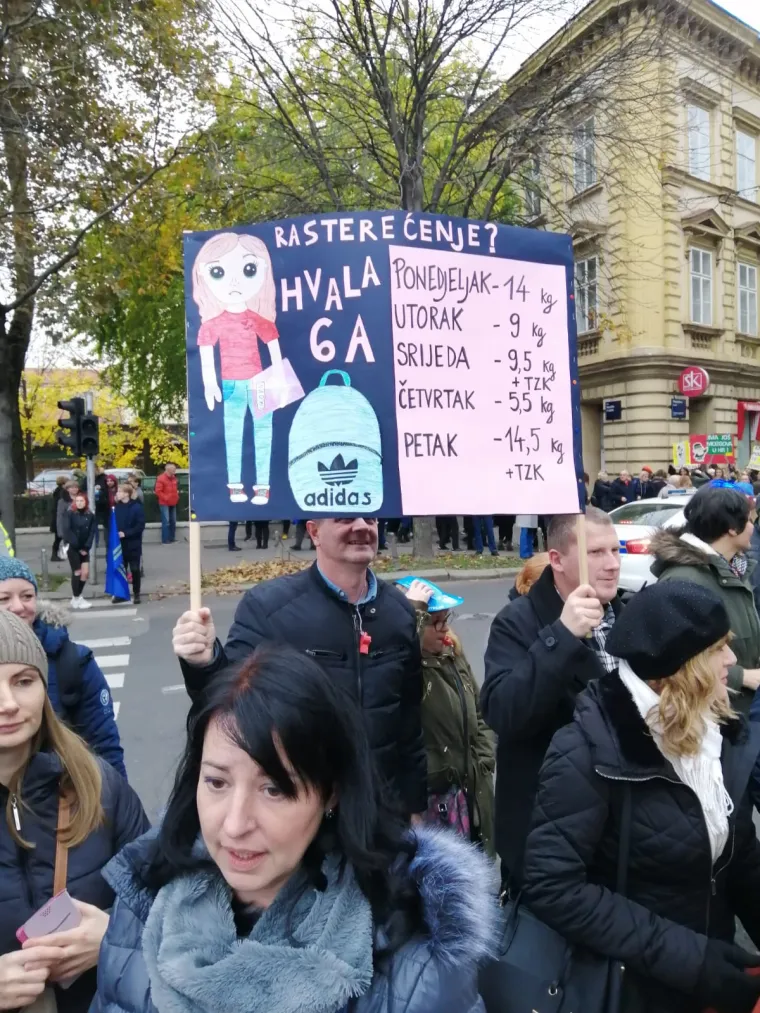 RASTEREĆENJE?
HVALA
6A
adidas
PONEDJELJAK - 14 kg
UTORAK - 9 kg
SRIJEDA - 9,5 kg
+ TZK
ČETVRTAK - 5,5 kg
PETAK - 14,5 kg
+ TZK
sk